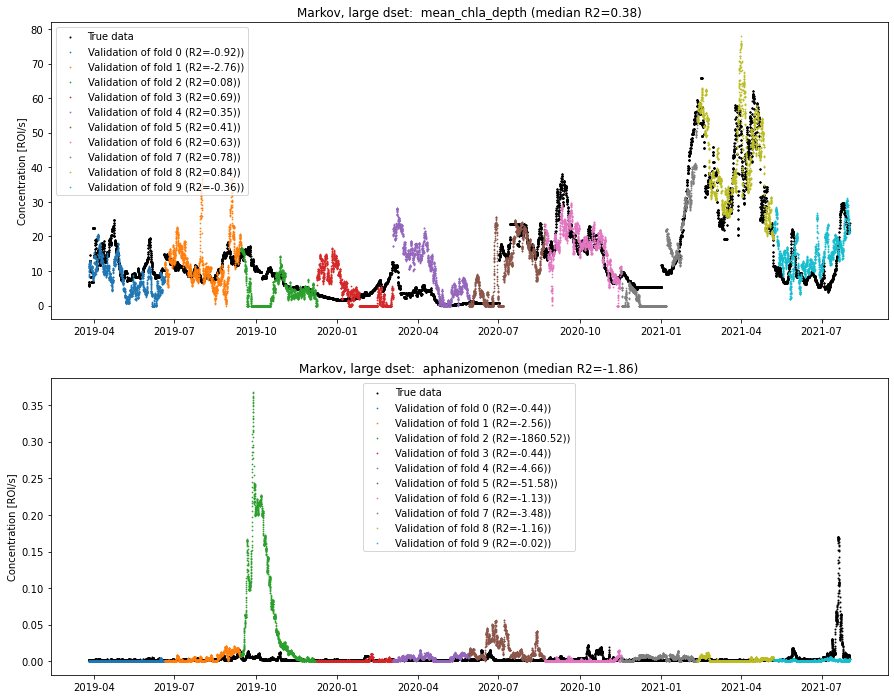 Markov, large dset:  mean_chla_depth (median R2=0.38)
Concentration [ROI/s]
80
70
60
50
40
30
20
10
0
True data
Validation of fold 0 (R2=-0.92))
Validation of fold 1 (R2=-2.76))
Validation of fold 2 (R2=0.08))
Validation of fold 3 (R2=0.69))
Validation of fold 4 (R2=0.35))
Validation of fold 5 (R2=0.41))
Validation of fold 6 (R2=0.63))
Validation of fold 7 (R2=0.78))
Validation of fold 8 (R2=0.84))
Validation of fold 9 (R2=-0.36))
2019-04 2019-07 2019-10 2020-01 2020-04 2020-07 2020-10 2021-01 2021-04 2021-07
Markov, large dset:  aphanizomenon (median R2=-1.86)
Concentration [ROI/s]
0.35
0.30
0.25
0.20
0.15
0.10
0.05
0.00
True data
Validation of fold 0 (R2=-0.44))
Validation of fold 1 (R2=-2.56))
Validation of fold 2 (R2=-1860.52))
Validation of fold 3 (R2=-0.44))
Validation of fold 4 (R2=-4.66))
Validation of fold 5 (R2=-51.58))
Validation of fold 6 (R2=-1.13))
Validation of fold 7 (R2=-3.48))
Validation of fold 8 (R2=-1.16))
Validation of fold 9 (R2=-0.02))
2019-04 2019-07 2019-10 2020-01 2020-04 2020-07 2020-10 2021-01 2021-04 2021-07